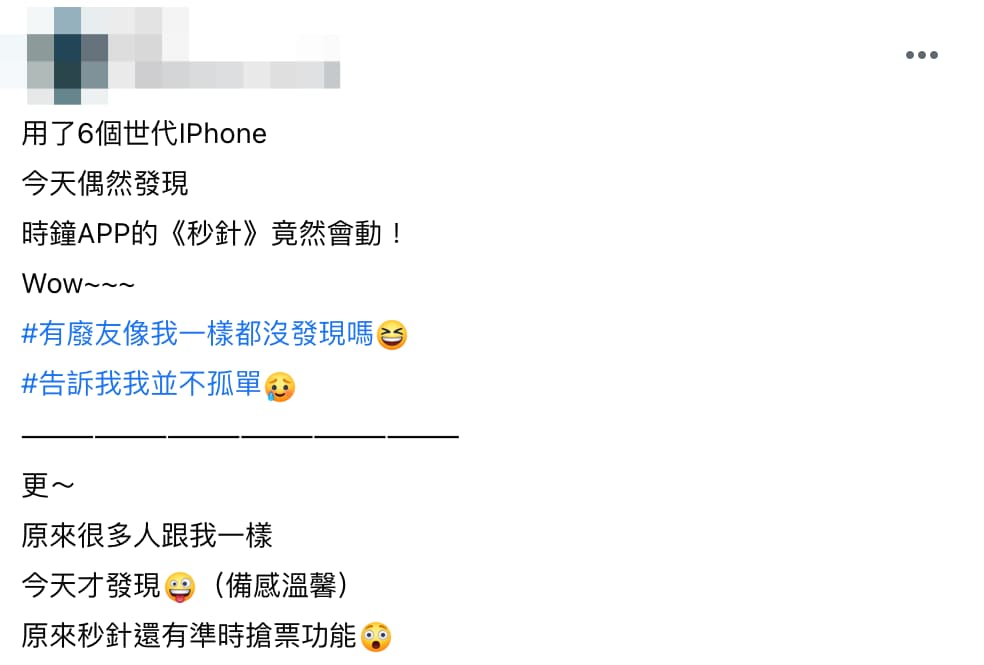 用了6個世代IPhone
今天偶然發現
時鐘APP的《秒針》竟然會動！
Wow~~~
#有廢友像我一樣都沒發現嗎😆
#告訴我我並不孤單🥲
——————————————————
更～
原來很多人跟我一樣
今天才發現🤪（備感溫馨）
原來秒針還有準時搶票功能😲